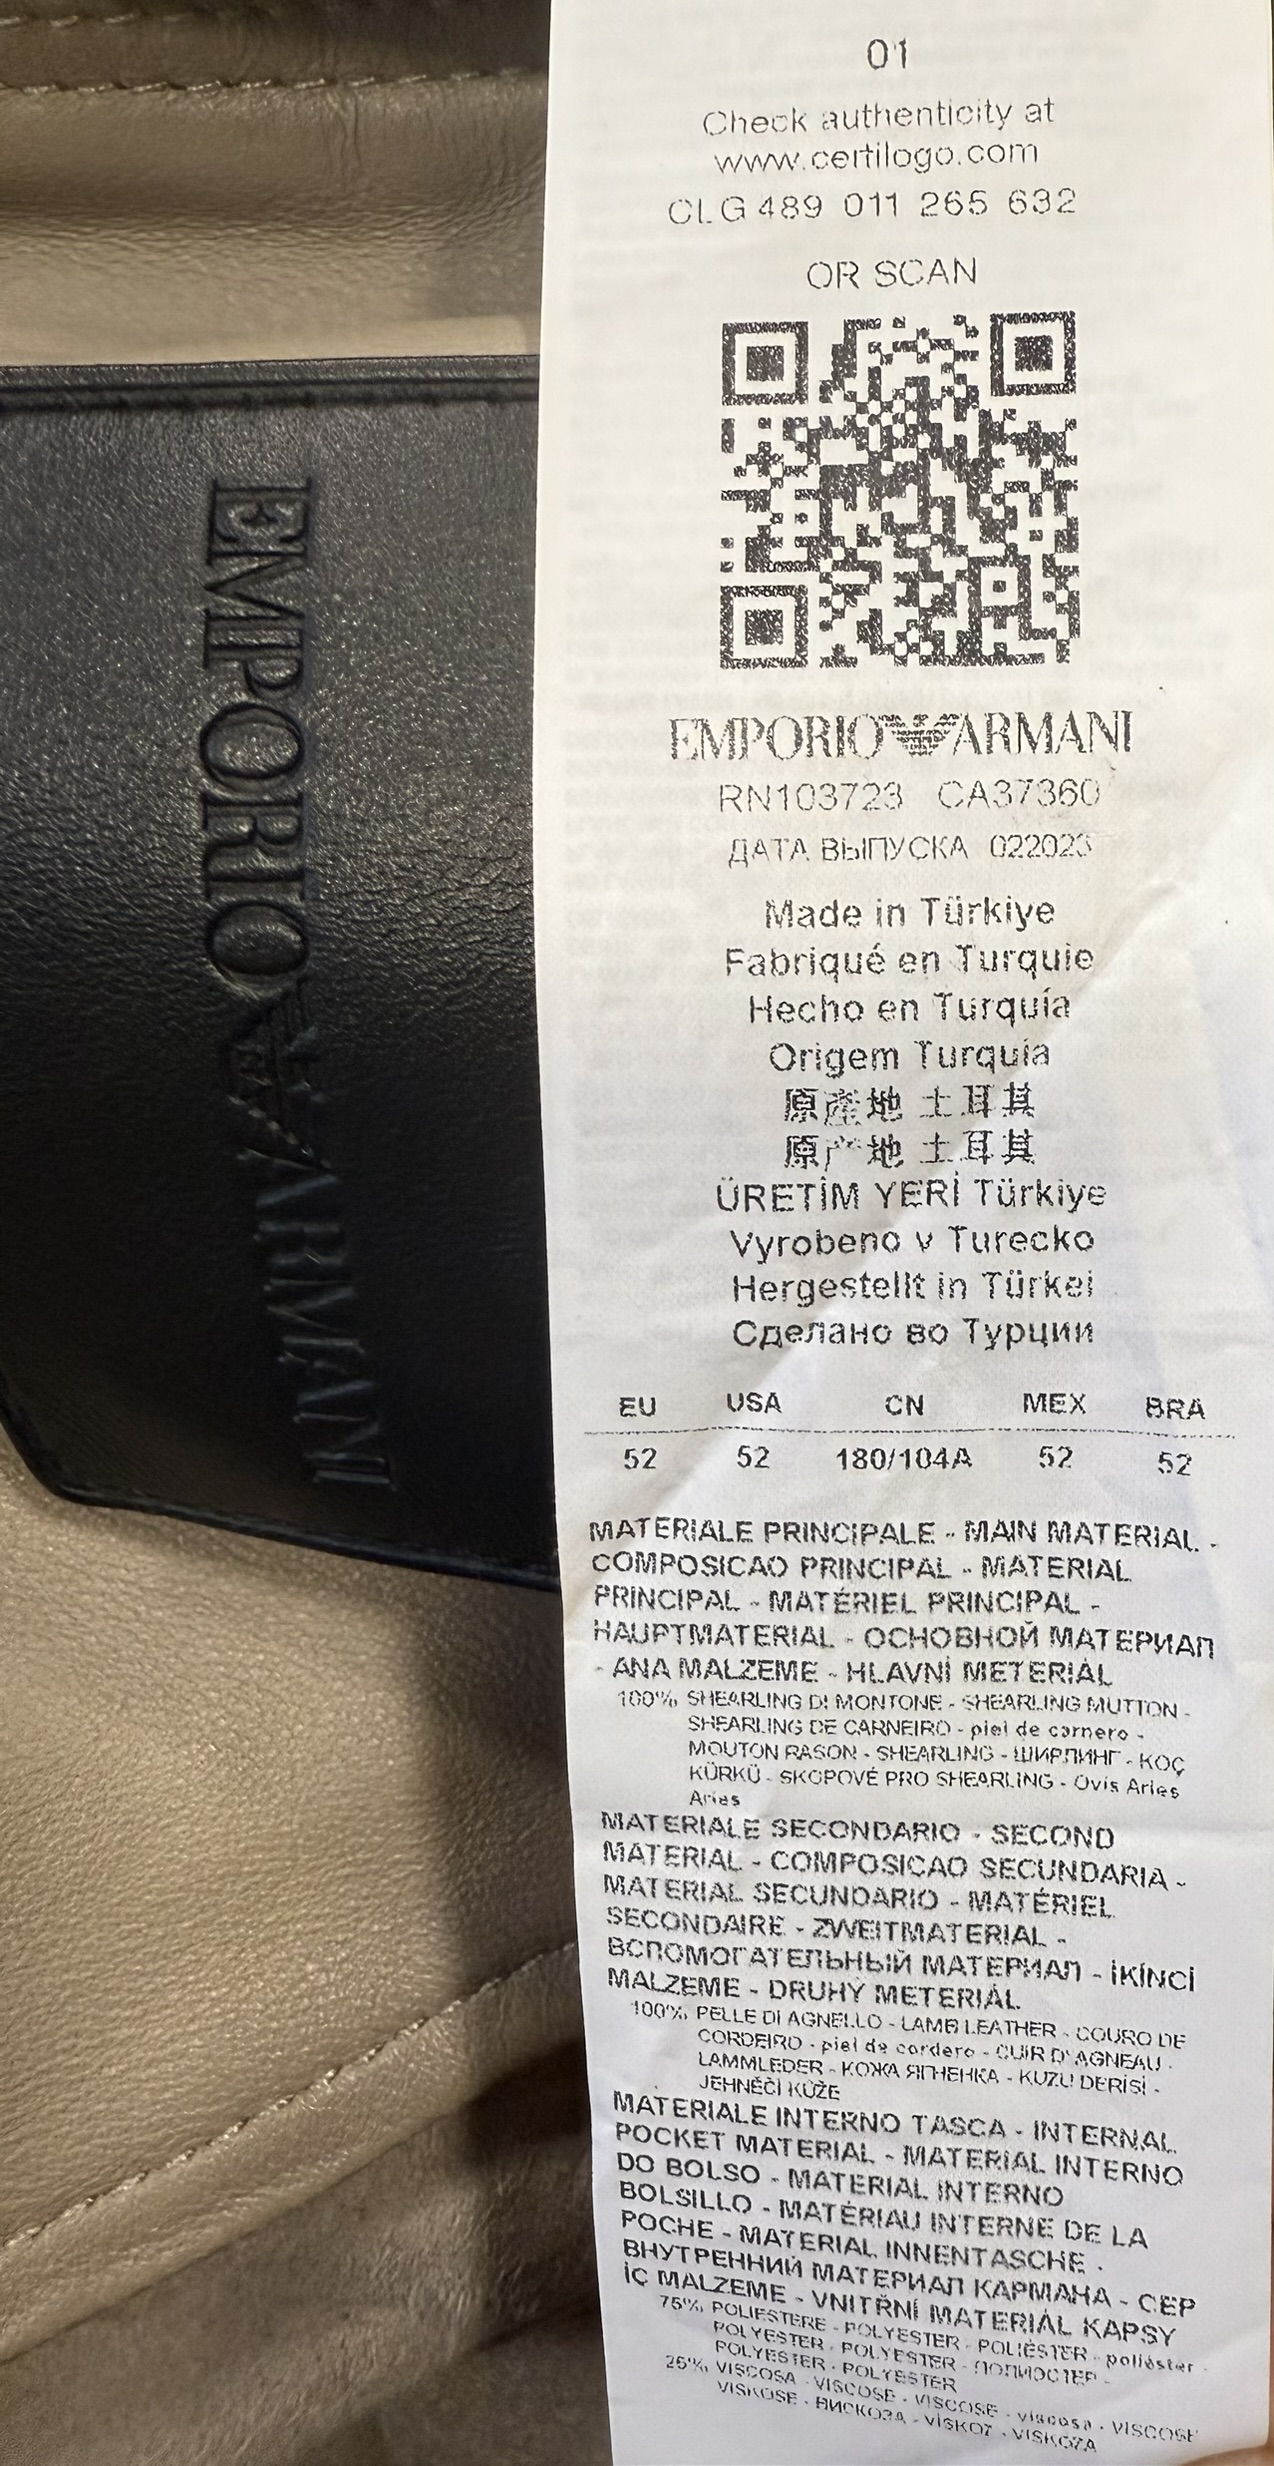 EMPORIO ARMANI
01
Check authenticity at
www.certilogo.com
CLG 489 011 265 632
OR SCAN
EMPORIO ARMANI
RN103723 CA37360
ДАТА ВЫПУСКА 022023
Made in Türkiye
Fabriqué en Turquie
Hecho en Turquía
Origem Turquia
原産地 土耳其
原产地 土耳其
ÜRETİM YERİ Türkiye
Vyrobeno v Turecko
Hergestellt in Türkei
Сделано во Турции
EU USA CN MEX BRA
52 52 180/104A 52 52
MATERIALE PRINCIPALE - MAIN MATERIAL -
COMPOSICAO PRINCIPAL - MATERIAL
PRINCIPAL - MATÉRIEL PRINCIPAL -
HAUPTMATERIAL - ОСНОВНОЙ МАТЕРИАЛ
- ANA MALZEME - HLAVNÍ METERIÁL
100% SHEARLING DI MONTONE - SHEARLING MUTTON -
SHEARLING DE CARNEIRO - piel de carnero -
MOUTON RASON - SHEARLING - ШИРЛИНГ - KOÇ
KÜRKÜ - SKOPOVÉ PRO SHEARLING - Ovis Aries
Aries
MATERIALE SECONDARIO - SECOND
MATERIAL - COMPOSICAO SECUNDARIA -
MATERIAL SECUNDARIO - MATÉRIEL
SECONDAIRE - ZWEITMATERIAL -
ВСПОМОГАТЕЛЬНЫЙ МАТЕРИАЛ - İKİNCİ
MALZEME - DRUHÝ METERIÁL
100% PELLE DI AGNELLO - LAMB LEATHER - COURO DE
CORDEIRO - piel de cordero - CUIR D'AGNEAU -
LAMMLEDER - КОЖА ЯГНЕНКА - KUZU DERİSİ -
JEHNĚČÍ KŮŽE
MATERIALE INTERNO TASCA - INTERNAL
POCKET MATERIAL - MATERIAL INTERNO
DO BOLSO - MATERIAL INTERNO
BOLSILLO - MATÉRIAU INTERNE DE LA
POCHE - MATERIAL INNENTASCHE -
ВНУТРЕННИЙ МАТЕРИАЛ КАРМАНА - CEP
İÇ MALZEME - VNITŘNÍ MATERIÁL KAPSY
75% POLIESTERE - POLYESTER - POLIÉSTER - poliéster -
POLYESTER - POLYESTER - ПОЛИЭСТЕР -
POLYESTER - POLYESTER
25% VISCOSA - VISCOSE - VISCOSE - viscosa - VISCOSE
VISKOSE - ВИСКОЗА - VİSKOZ - VISKÓZA